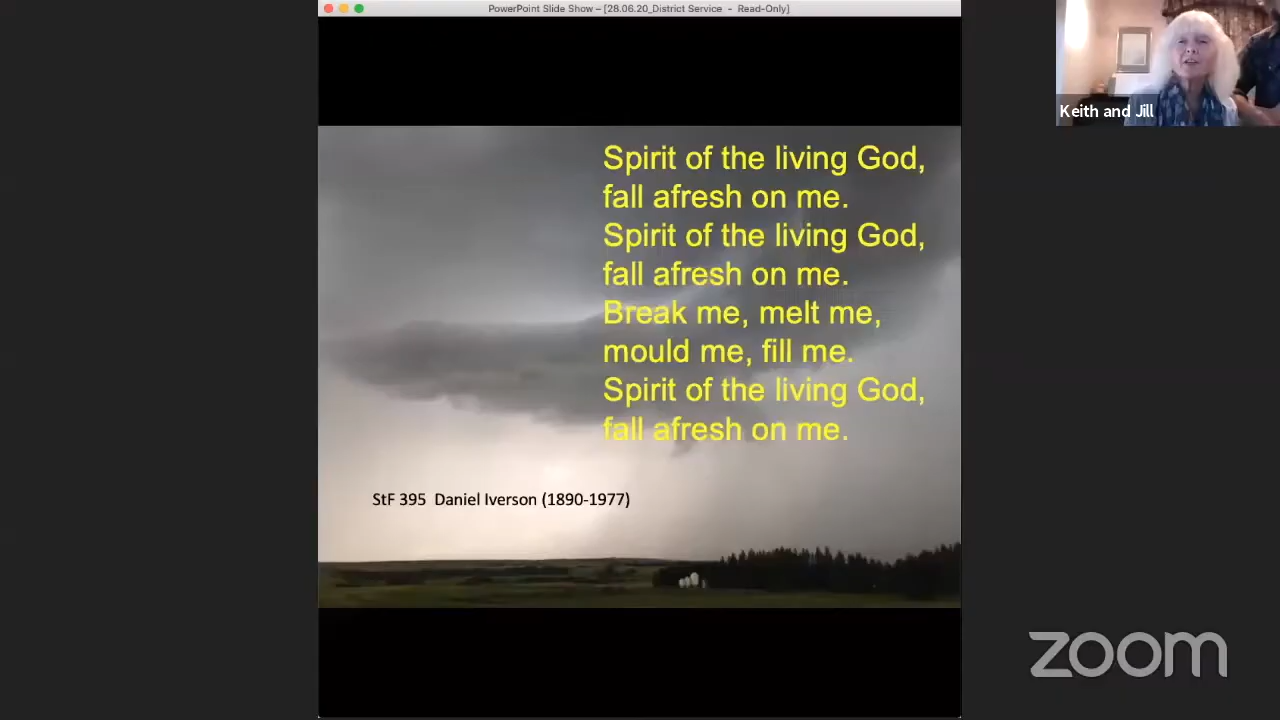 PowerPoint Slide Show – [28.06.20_District Service - Read-Only]
Keith and Jill
Spirit of the living God,
fall afresh on me.
Spirit of the living God,
fall afresh on me.
Break me, melt me,
mould me, fill me.
Spirit of the living God,
fall afresh on me.
StF 395 Daniel Iverson (1890-1977)
zoom